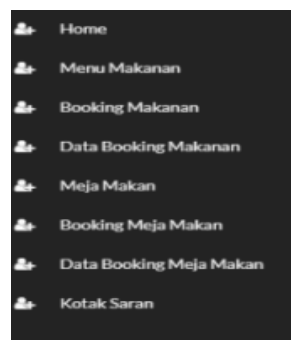 Home
Menu Makanan
Booking Makanan
Data Booking Makanan
Meja Makan
Booking Meja Makan
Data Booking Meja Makan
Kotak Saran